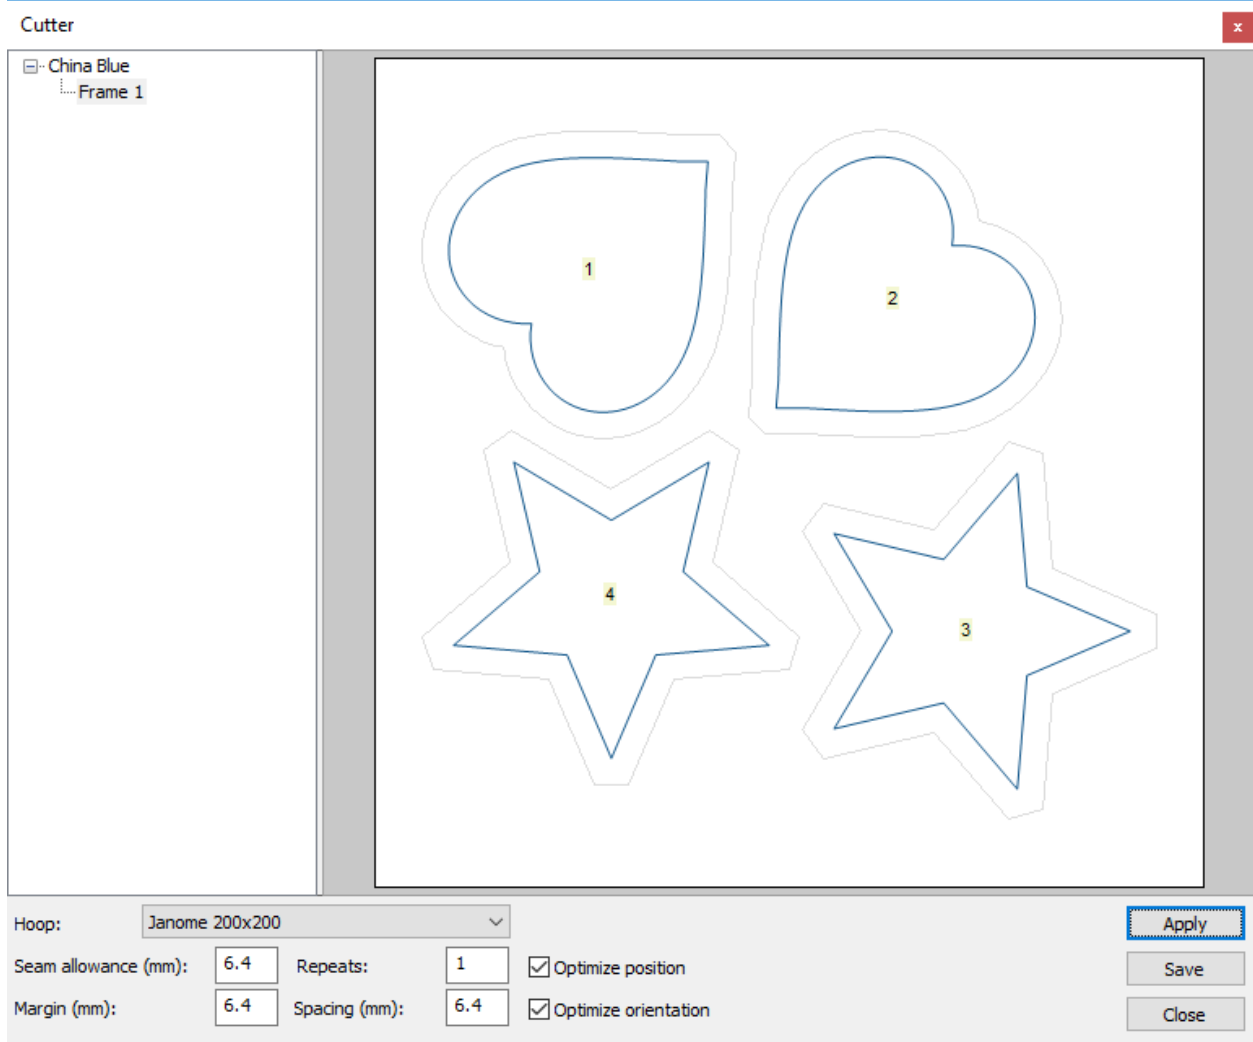 Cutter
x
China Blue
Frame 1
1
2
4
3
Hoop: Janome 200x200
Apply
Seam allowance (mm): 6.4 Repeats: 1 Optimize position
Save
Margin (mm): 6.4 Spacing (mm): 6.4 Optimize orientation
Close